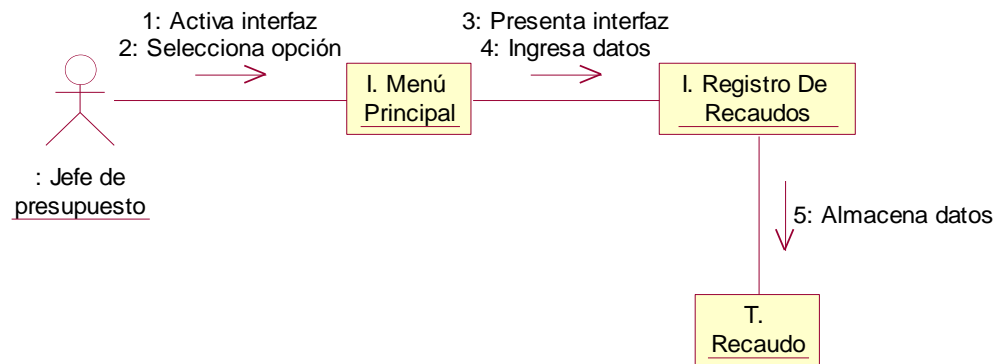 1: Activa interfaz
2: Selecciona opción
3: Presenta interfaz
4: Ingresa datos
I. Menú
Principal
I. Registro De
Recaudos
: Jefe de
presupuesto
5: Almacena datos
T.
Recaudo